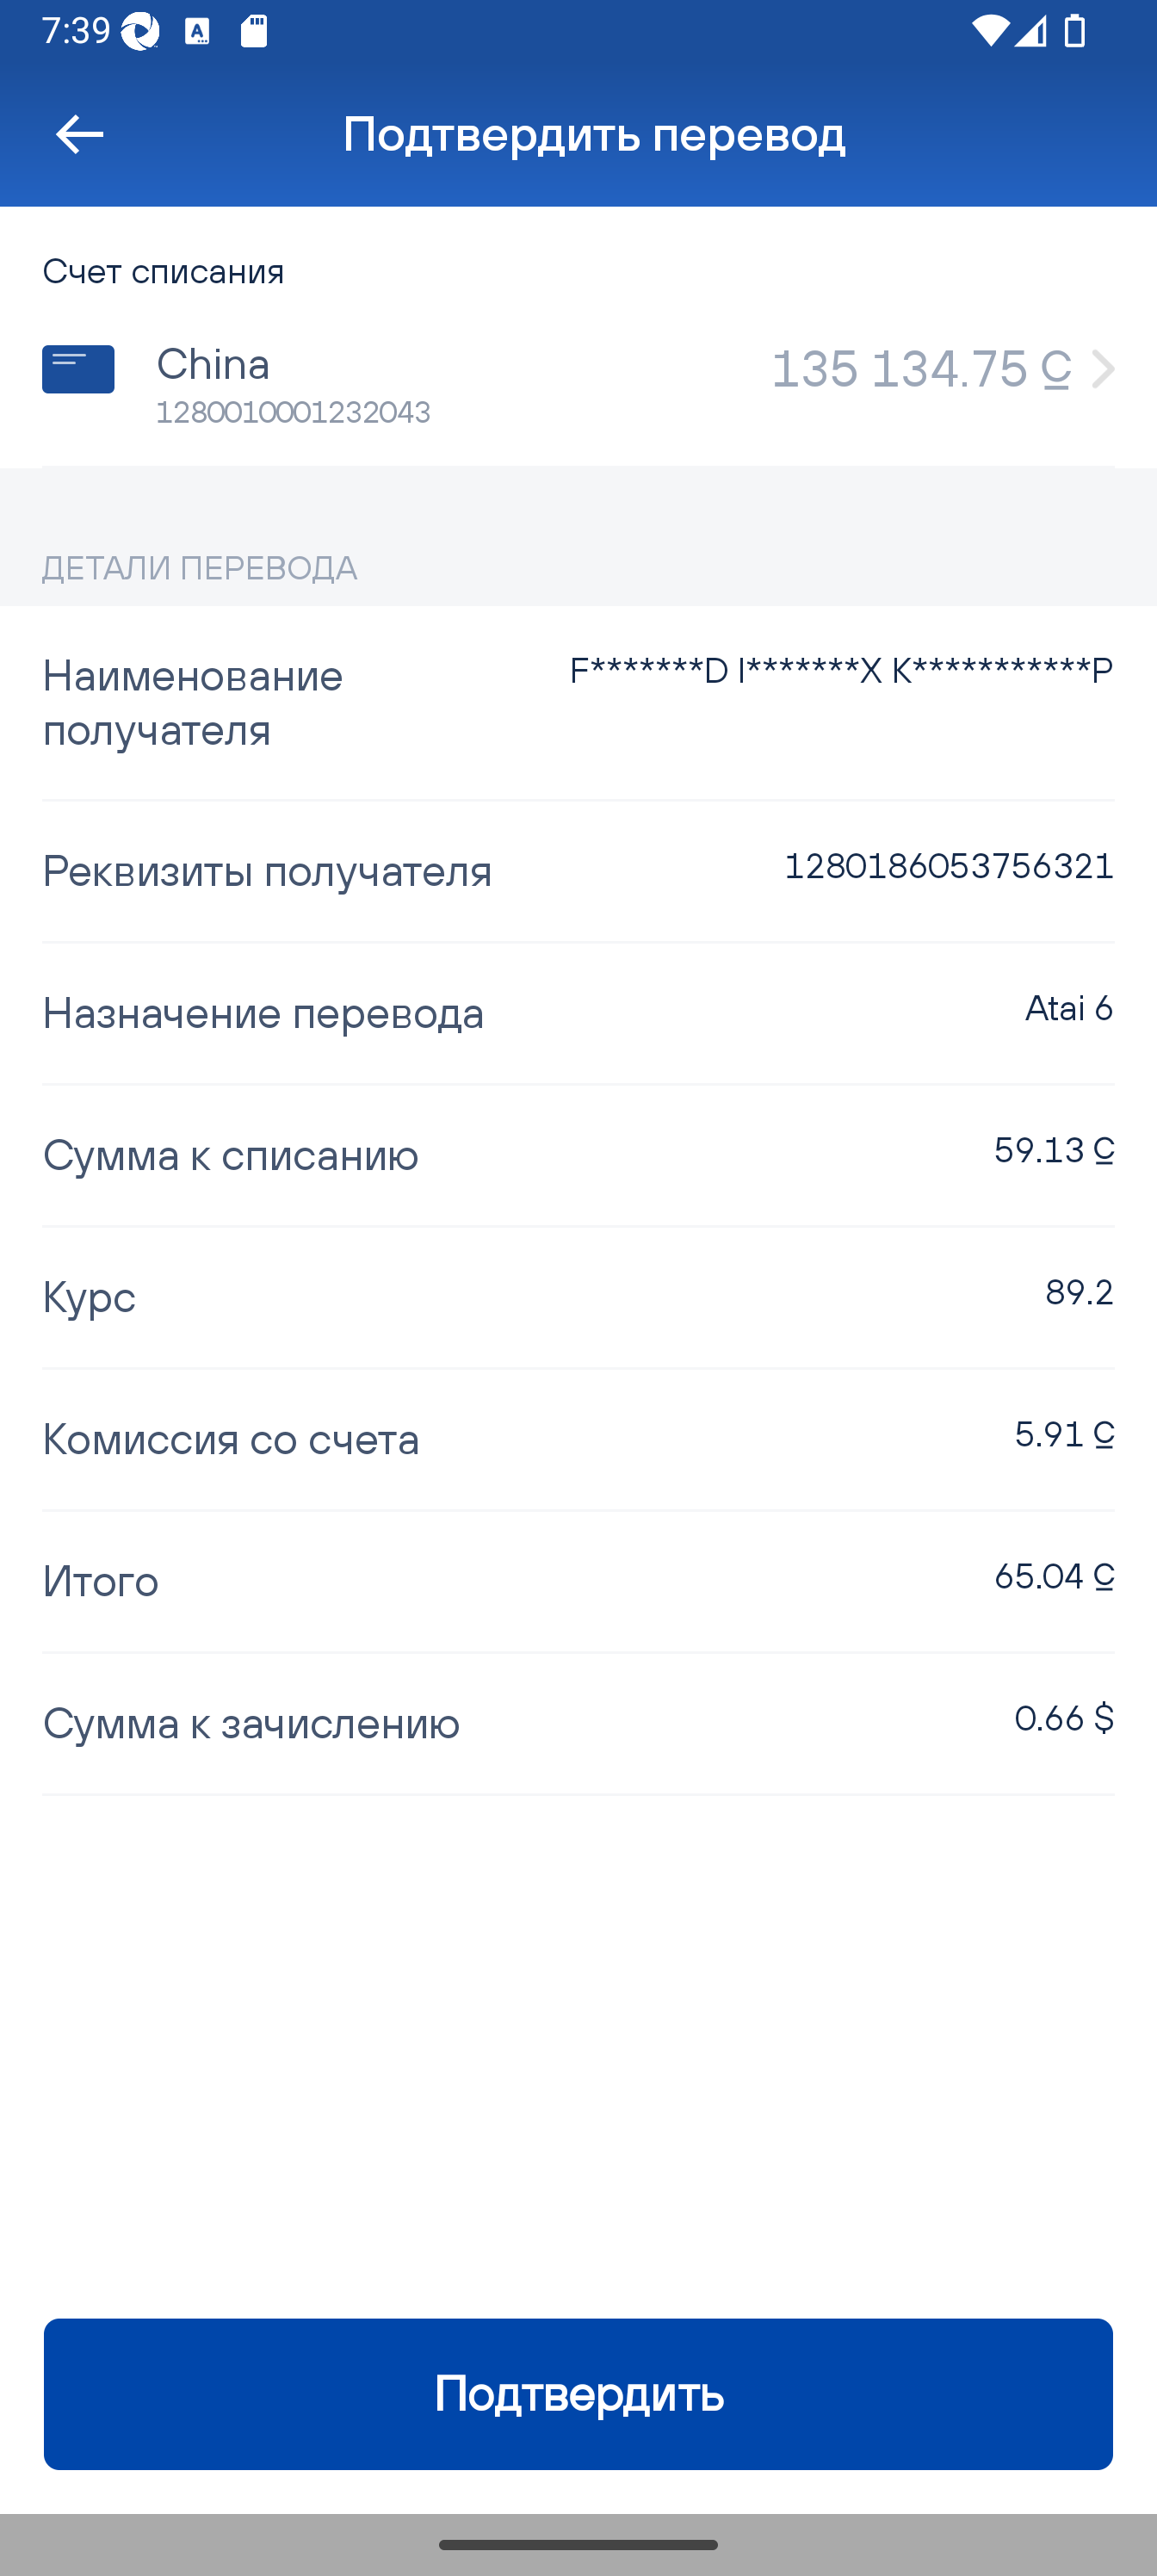 7:39
Подтвердить перевод
Счет списания
China
135 134.75 С
1280010001232043
ДЕТАЛИ ПЕРЕВОДА
Наименование
получателя
F*******D I*******X K***********P
Реквизиты получателя
1280186053756321
Назначение перевода
Atai 6
Сумма к списанию
59.13 С
Курс
89.2
Комиссия со счета
5.91 С
Итого
65.04 С
Сумма к зачислению
0.66 $
Подтвердить